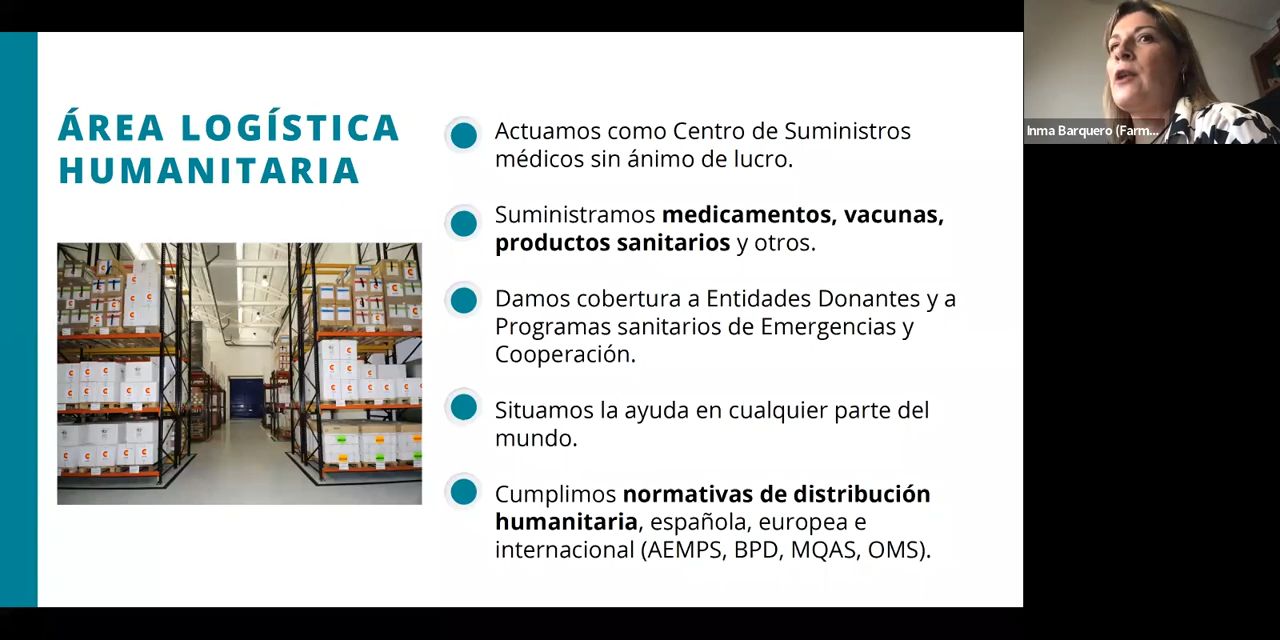 ÁREA LOGÍSTICA
HUMANITARIA
Actuamos como Centro de Suministros
médicos sin ánimo de lucro.
Suministramos medicamentos, vacunas,
productos sanitarios y otros.
Damos cobertura a Entidades Donantes y a
Programas sanitarios de Emergencias y
Cooperación.
Situamos la ayuda en cualquier parte del
mundo.
Cumplimos normativas de distribución
humanitaria, española, europea e
internacional (AEMPS, BPD, MQAS, OMS).
Inma Barquero (Farm...